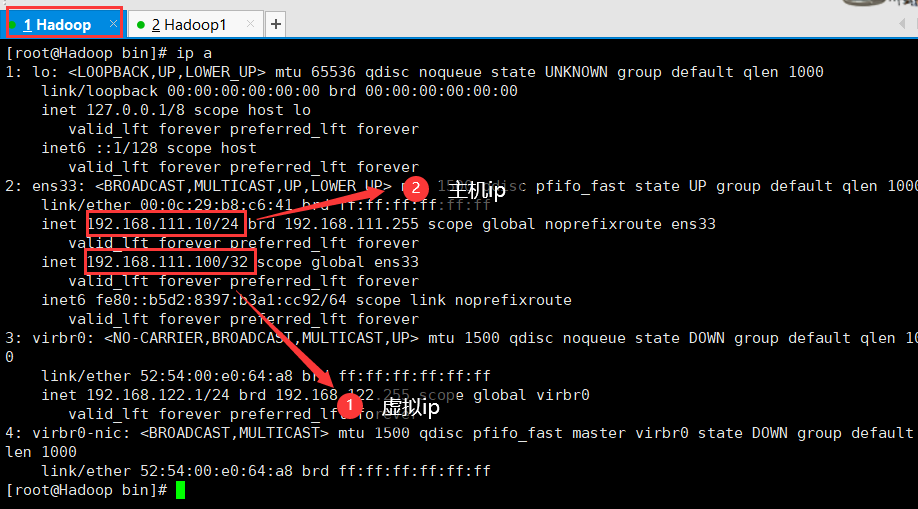 1 Hadoop × 2 Hadoop1 × +
[root@Hadoop bin]# ip a
1: lo: <LOOPBACK,UP,LOWER_UP> mtu 65536 qdisc noqueue state UNKNOWN group default qlen 1000
link/loopback 00:00:00:00:00:00 brd 00:00:00:00:00:00
inet 127.0.0.1/8 scope host lo
valid_lft forever preferred_lft forever
inet6 ::1/128 scope host
valid_lft forever preferred_lft forever
2: ens33: <BROADCAST,MULTICAST,UP,LOWER_UP> mtu 1500 qdisc pfifo_fast state UP group default qlen 1000
2 主机ip
link/ether 00:0c:29:b8:c6:41 brd ff:ff:ff:ff:ff:ff
inet 192.168.111.10/24 brd 192.168.111.255 scope global noprefixroute ens33
valid_lft forever preferred_lft forever
inet 192.168.111.100/32 scope global ens33
valid_lft forever preferred_lft forever
inet6 fe80::b5d2:8397:b3a1:cc92/64 scope link noprefixroute
valid_lft forever preferred_lft forever
3: virbr0: <NO-CARRIER,BROADCAST,MULTICAST,UP> mtu 1500 qdisc noqueue state DOWN group default qlen 10
0
link/ether 52:54:00:e0:64:a8 brd ff:ff:ff:ff:ff:ff
inet 192.168.122.1/24 brd 192.168.122.255 scope global virbr0
1 虚拟ip
valid_lft forever preferred_lft forever
4: virbr0-nic: <BROADCAST,MULTICAST> mtu 1500 qdisc pfifo_fast master virbr0 state DOWN group default
len 1000
link/ether 52:54:00:e0:64:a8 brd ff:ff:ff:ff:ff:ff
[root@Hadoop bin]#